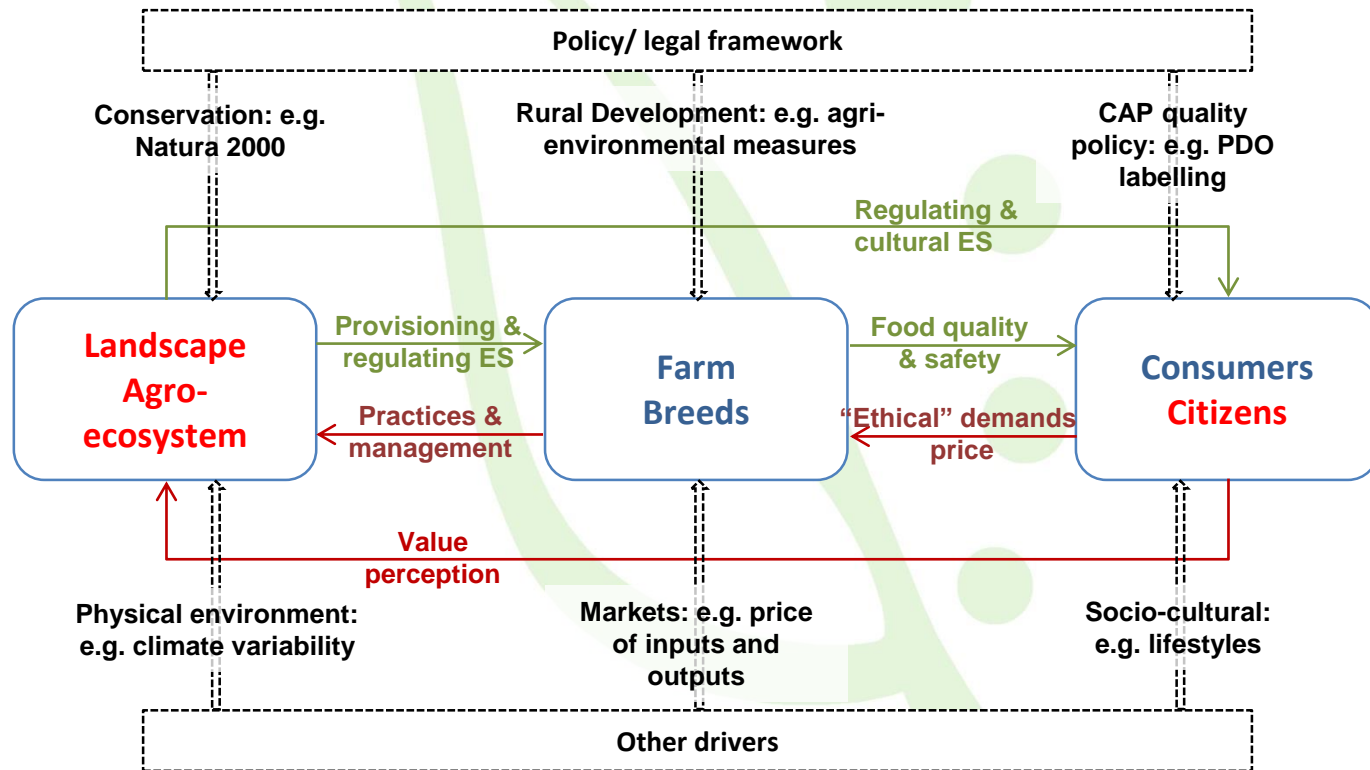 Policy/ legal framework
Conservation: e.g.
Natura 2000
Rural Development: e.g. agri-
environmental measures
CAP quality
policy: e.g. PDO
labelling
Regulating &
cultural ES
Landscape
Agro-
ecosystem
Provisioning &
regulating ES
Practices &
management
Farm
Breeds
Food quality
& safety
“Ethical” demands
price
Consumers
Citizens
Value
perception
Physical environment:
e.g. climate variability
Markets: e.g. price
of inputs and
outputs
Socio-cultural:
e.g. lifestyles
Other drivers